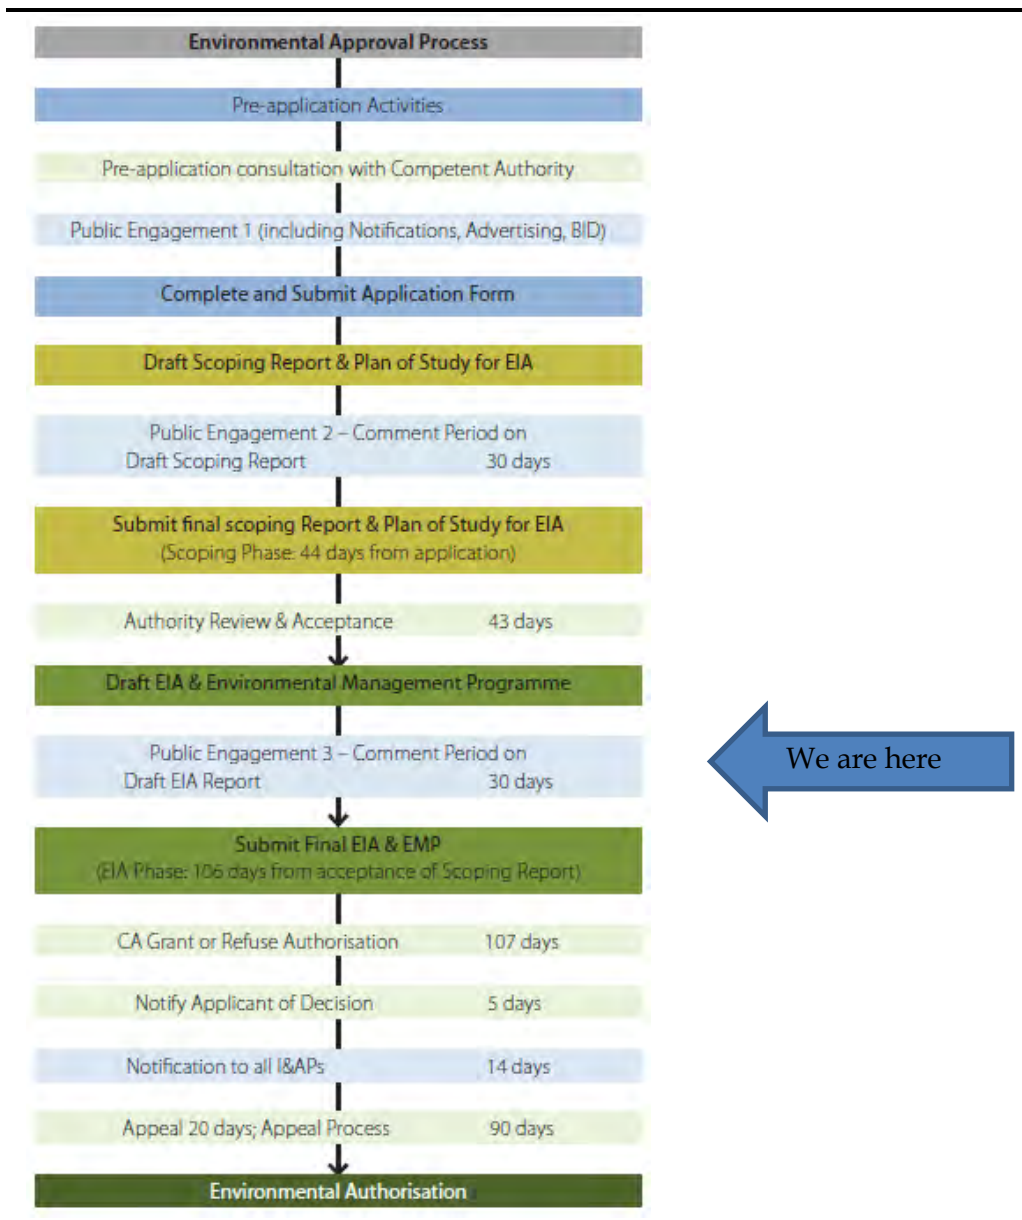 Environmental Approval Process
Pre-application Activities
Pre-application consultation with Competent Authority
Public Engagement 1 (including Notifications, Advertising, BID)
Complete and Submit Application Form
Draft Scoping Report & Plan of Study for EIA
Public Engagement 2 – Comment Period on
Draft Scoping Report 30 days
Submit final scoping Report & Plan of Study for EIA
(Scoping Phase: 44 days from application)
Authority Review & Acceptance 43 days
Draft EIA & Environmental Management Programme
Public Engagement 3 – Comment Period on
Draft EIA Report 30 days
We are here
Submit Final EIA & EMP
(EIA Phase: 106 days from acceptance of Scoping Report)
CA Grant or Refuse Authorisation 107 days
Notify Applicant of Decision 5 days
Notification to all I&APs 14 days
Appeal 20 days; Appeal Process 90 days
Environmental Authorisation